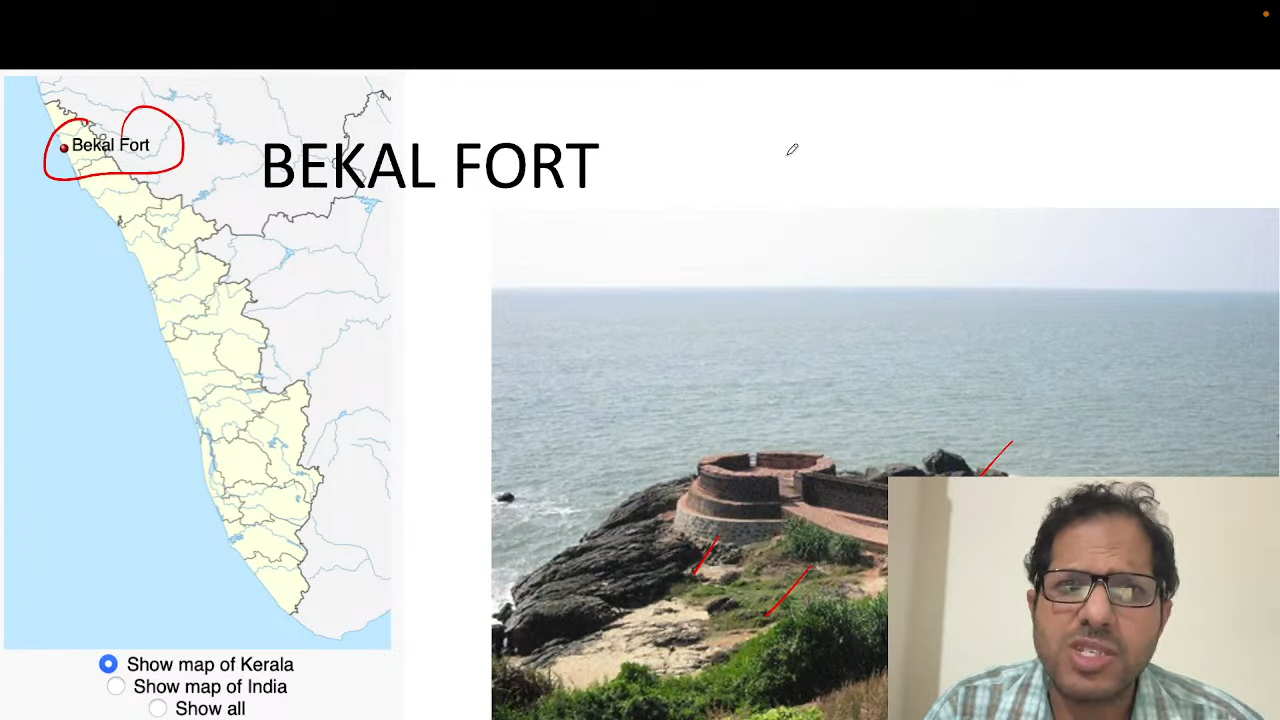 Bekal Fort
BEKAL FORT
Show map of Kerala
Show map of India
Show all